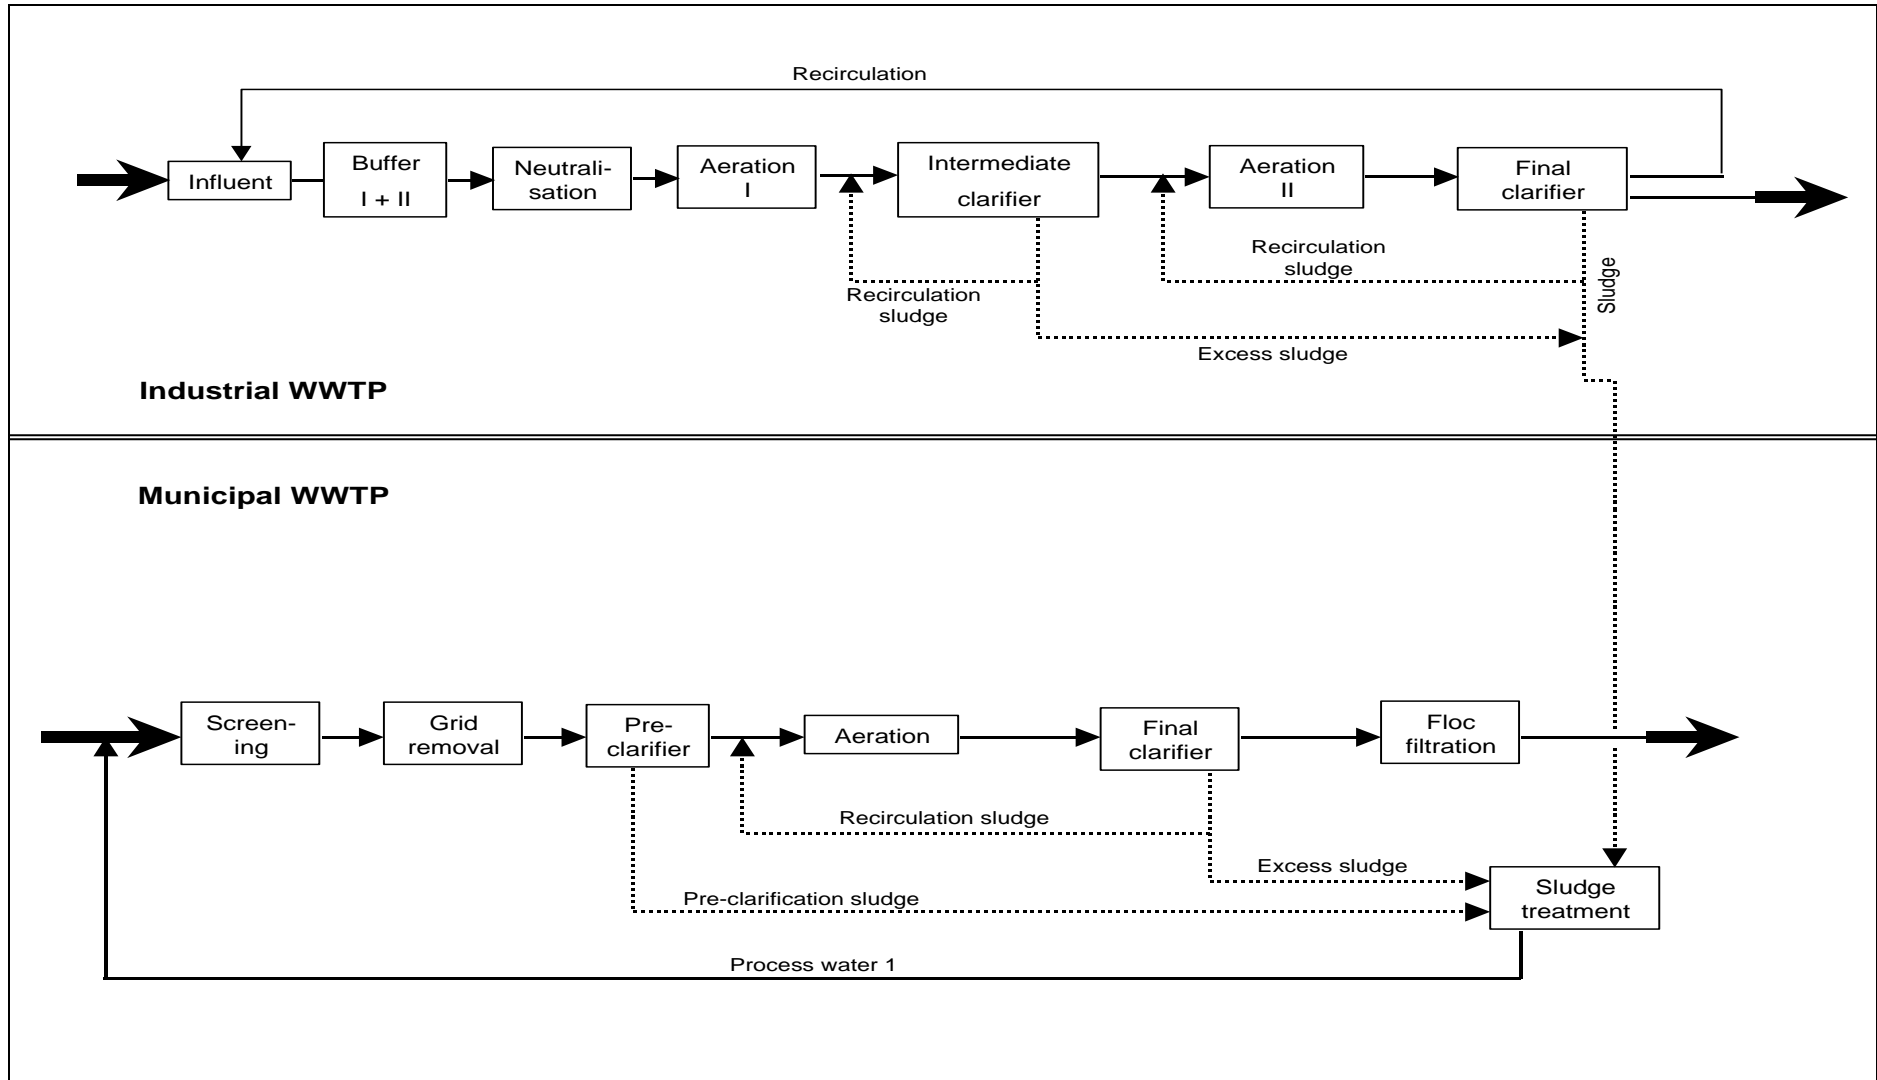 Recirculation
Influent
Buffer
I + II
Neutrali-
sation
Aeration
I
Intermediate
clarifier
Aeration
II
Final
clarifier
Recirculation
sludge
Recirculation
sludge
Sludge
Excess sludge
Industrial WWTP
Municipal WWTP
Screen-
ing
Grid
removal
Pre-
clarifier
Aeration
Final
clarifier
Floc
filtration
Recirculation sludge
Excess sludge
Pre-clarification sludge
Sludge
treatment
Process water 1